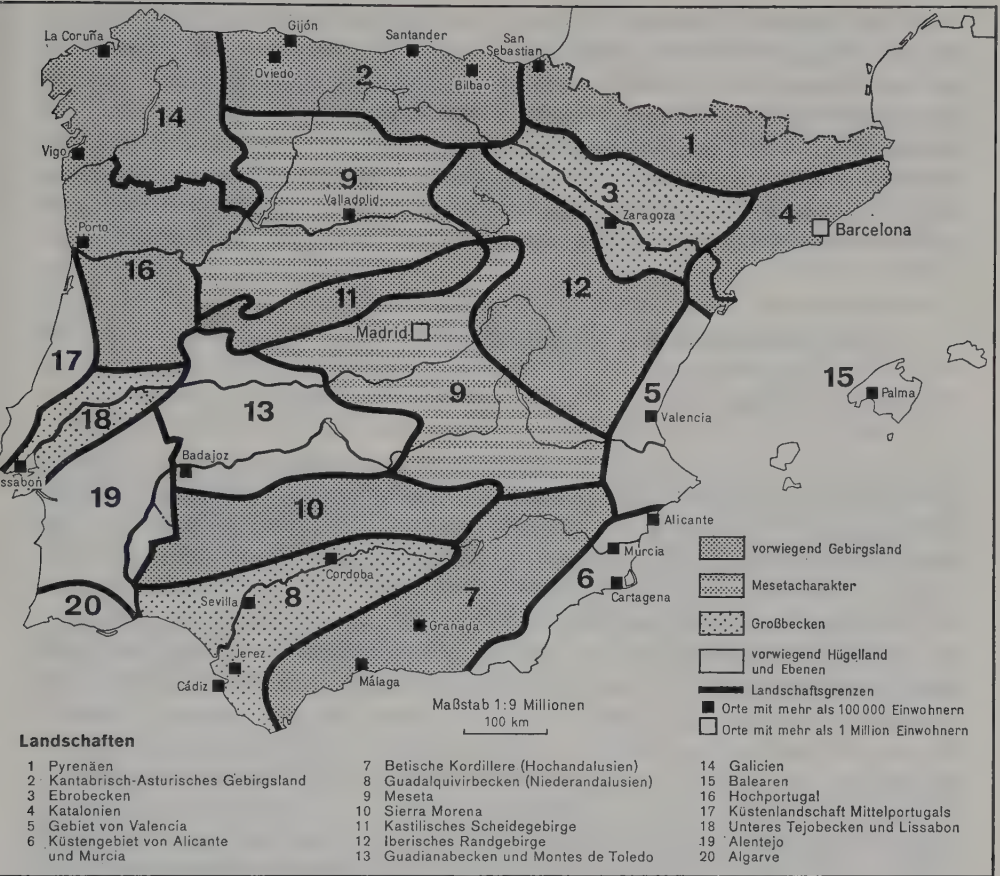 La Coruña
Gijón
Oviedo
Santander
San
Sebastian
Bilbao
2
14
1
Vigo
9
Valladolid
3
Zaragoza
4
Barcelona
Porto
16
11
12
Madrid
17
15
Palma
5
Valencia
9
13
18
ssabon
Badajoz
19
10
Alicante
Murcia
6
Cartagena
Cordoba
Sevilla
8
7
Granada
20
Jerez
Cádiz
Málaga
vorwiegend Gebirgsland
Mesetacharakter
Großbecken
vorwiegend Hügelland
und Ebenen
Landschaftsgrenzen
Orte mit mehr als 100 000 Einwohnern
Orte mit mehr als 1 Million Einwohnern
Maßstab 1:9 Millionen
100 km
Landschaften
1 Pyrenäen
2 Kantabrisch-Asturisches Gebirgsland
3 Ebrobecken
4 Katalonien
5 Gebiet von Valencia
6 Küstengebiet von Alicante
und Murcia
7 Betische Kordillere (Hochandalusien)
8 Guadalquivirbecken (Niederandalusien)
9 Meseta
10 Sierra Morena
11 Kastilisches Scheidegebirge
12 Iberisches Randgebirge
13 Guadianabecken und Montes de Toledo
14 Galicien
15 Balearen
16 Hochportugal
17 Küstenlandschaft Mittelportugals
18 Unteres Tejobecken und Lissabon
19 Alentejo
20 Algarve